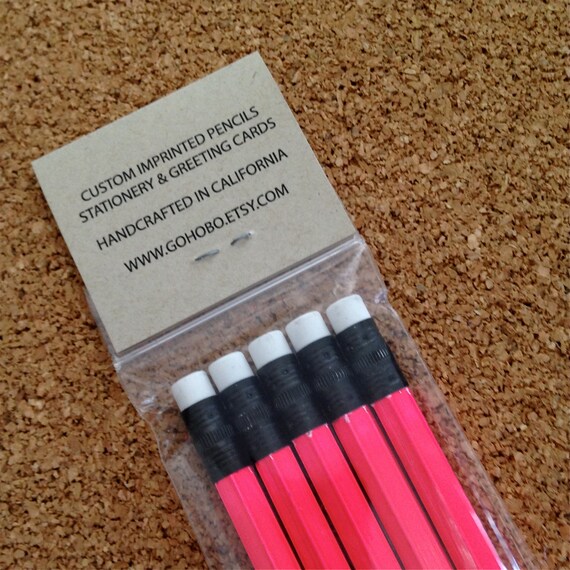 CUSTOM IMPRINTED PENCILS
STATIONERY & GREETING CARDS
HANDCRAFTED IN CALIFORNIA
WWW.GOHOBO.ETSY.COM